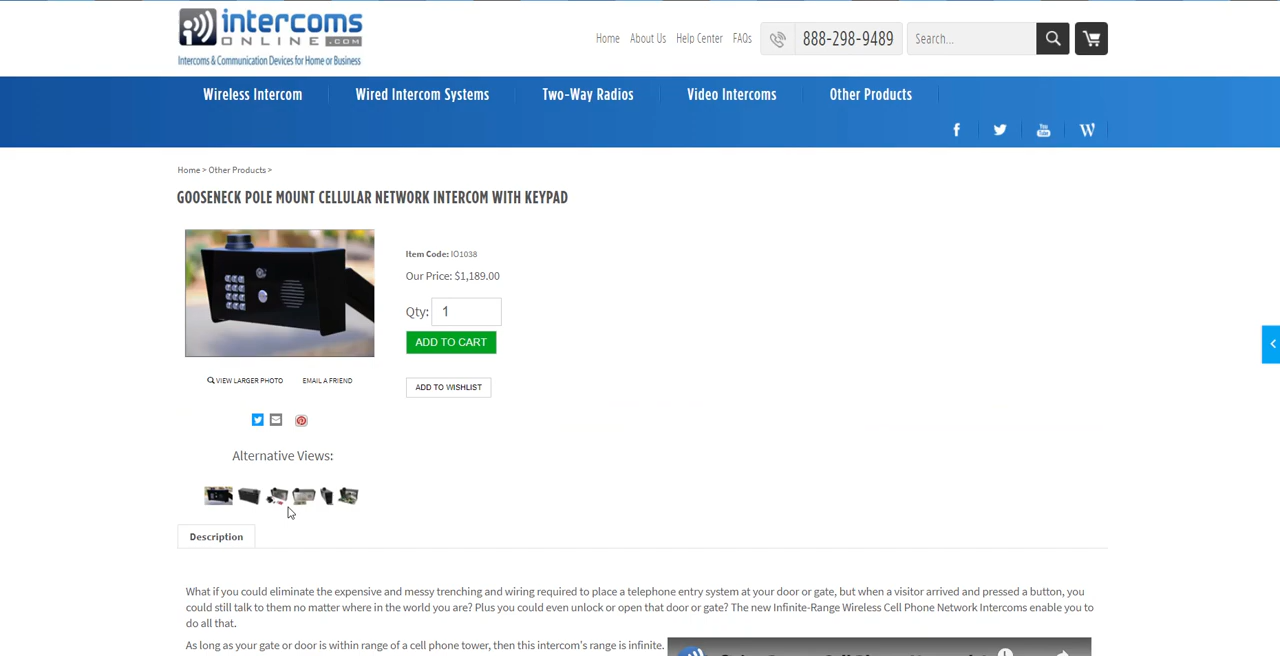 intercoms
ONLINE.COM
Intercoms & Communication Devices for Home or Business
Home About Us Help Center FAQs 888-298-9489 Search...
Wireless Intercom Wired Intercom Systems Two-Way Radios Video Intercoms Other Products
f You Tube W
Home > Other Products >
GOOSENECK POLE MOUNT CELLULAR NETWORK INTERCOM WITH KEYPAD
Item Code: IO1038
Our Price: $1,189.00
Qty: 1
ADD TO CART
VIEW LARGER PHOTO EMAIL A FRIEND
ADD TO WISHLIST
Alternative Views:
Description
What if you could eliminate the expensive and messy trenching and wiring required to place a telephone entry system at your door or gate, but when a visitor arrived and pressed a button, you
could still talk to them no matter where in the world you are? Plus you could even unlock or open that door or gate? The new Infinite-Range Wireless Cell Phone Network Intercoms enable you to
do all that.
As long as your gate or door is within range of a cell phone tower, then this intercom's range is infinite.